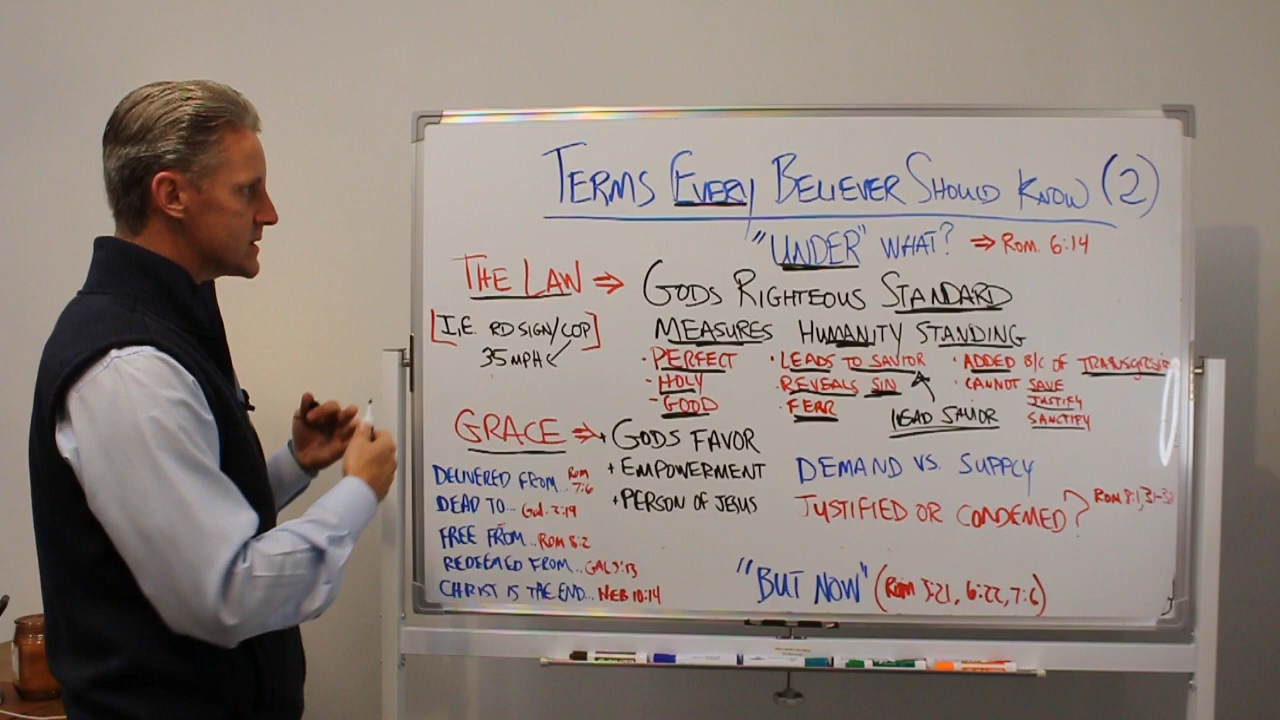 TERMS EVERY BELIEVER SHOULD KNOW (2)
"UNDER" WHAT? ⇒ ROM. 6:14
THE LAW ⇒ GODS RIGHTEOUS STANDARD
[I.E. RD SIGN/COP]
35 MPH
MEASURES HUMANITY STANDING
· PERFECT
- HOLY
- GOOD
· LEADS TO SAVIOR
· REVEALS SIN
· FEAR
· ADDED B/C OF
· CANNOT SAVE
JUSTIFY
SANCTIFY
SAVIOR
GRACE ⇒ + GODS FAVOR
+ EMPOWERMENT
+ PERSON OF JESUS
DELIVERED FROM... ROM 7:6
DEAD TO... Gal. 2:19
FREE FROM... ROM 8:2
REDEEMED FROM... GAL 3:13
CHRIST IS THE END... HEB 10:14
DEMAND VS. SUPPLY
JUSTIFIED OR CONDEMED?
ROM 8:1,
"BUT NOW" (ROM 3:21, 6:22, 7:6)